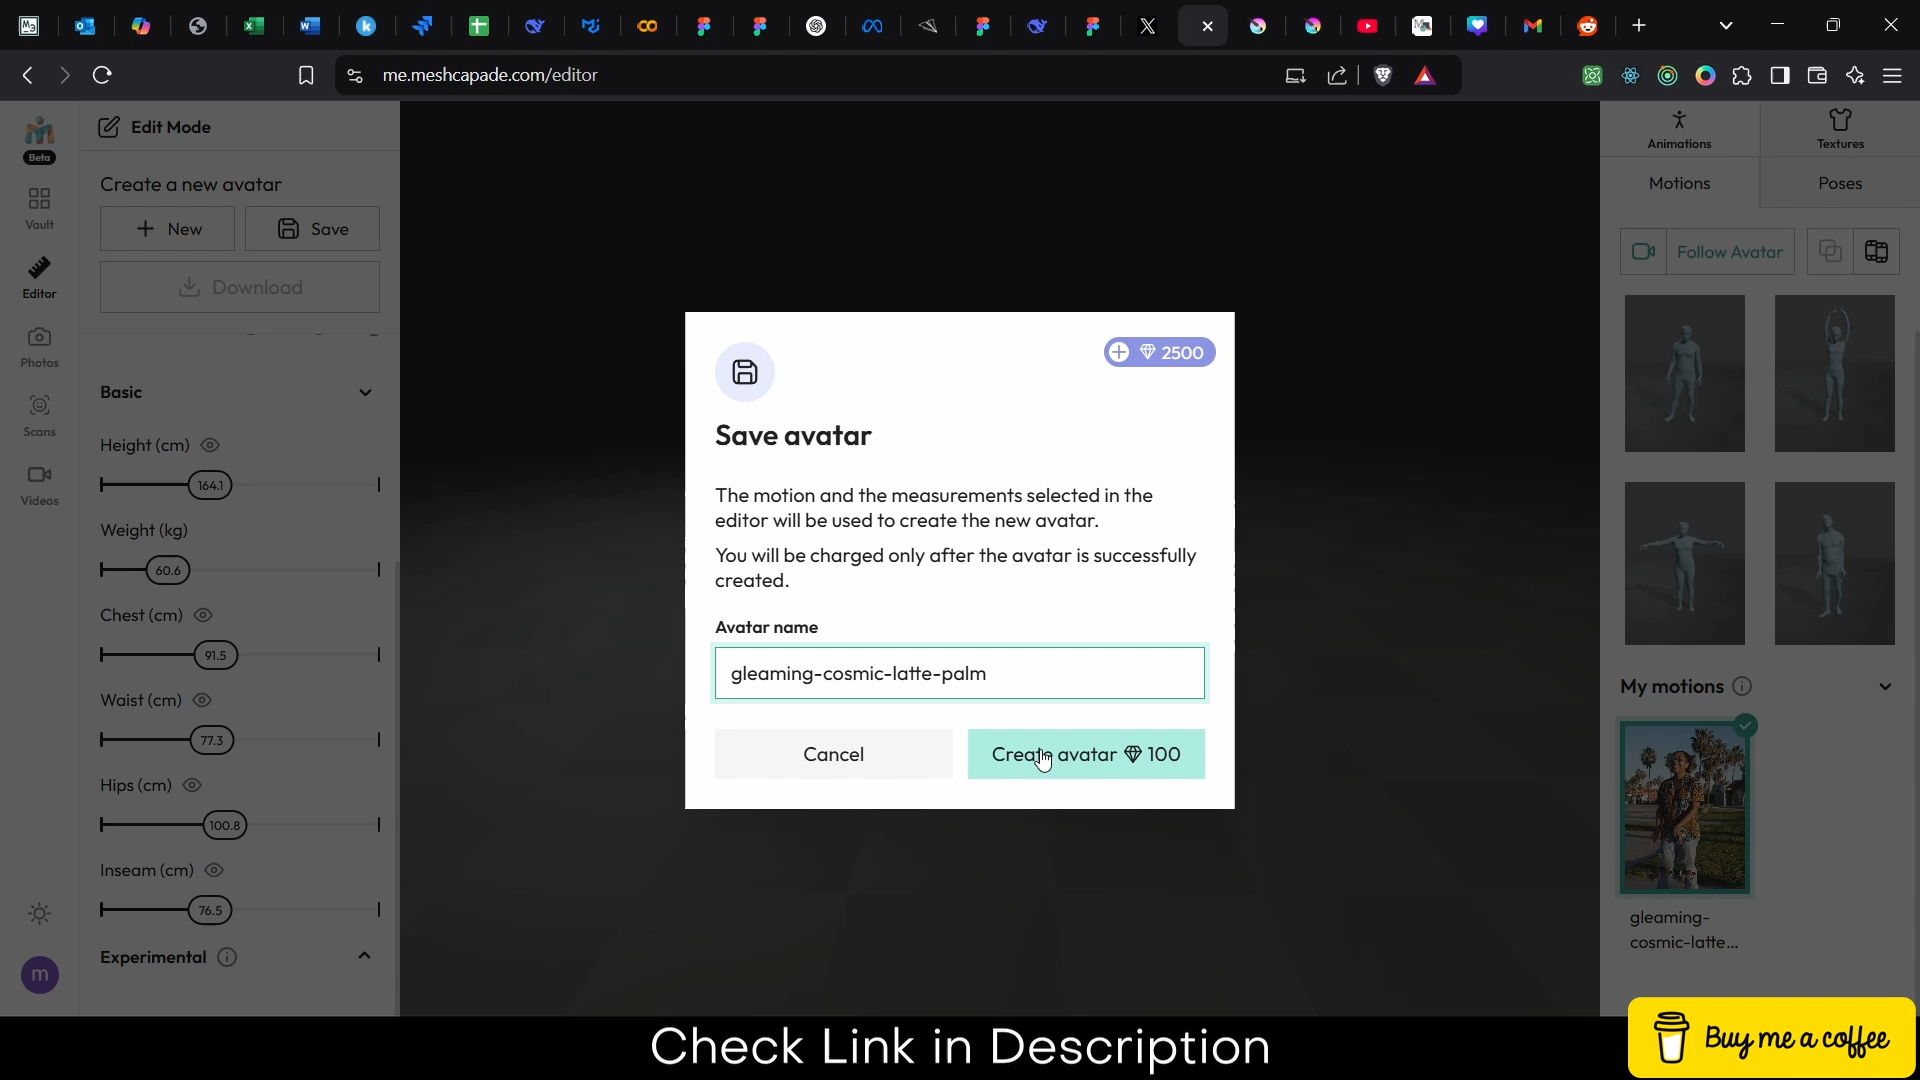 me.meshcapade.com/editor
Beta
Vault
Editor
Photos
Scans
Videos
m
Edit Mode
Create a new avatar
New
Save
Download
Basic
Height (cm)
164.1
Weight (kg)
60.6
Chest (cm)
91.5
Waist (cm)
77.3
Hips (cm)
100.8
Inseam (cm)
76.5
Experimental
2500
Save avatar
The motion and the measurements selected in the
editor will be used to create the new avatar.
You will be charged only after the avatar is successfully
created.
Avatar name
gleaming-cosmic-latte-palm
Cancel
Create avatar 100
Animations
Textures
Motions
Poses
Follow Avatar
My motions
gleaming-
cosmic-latte...
Check Link in Description
Buy me a coffee